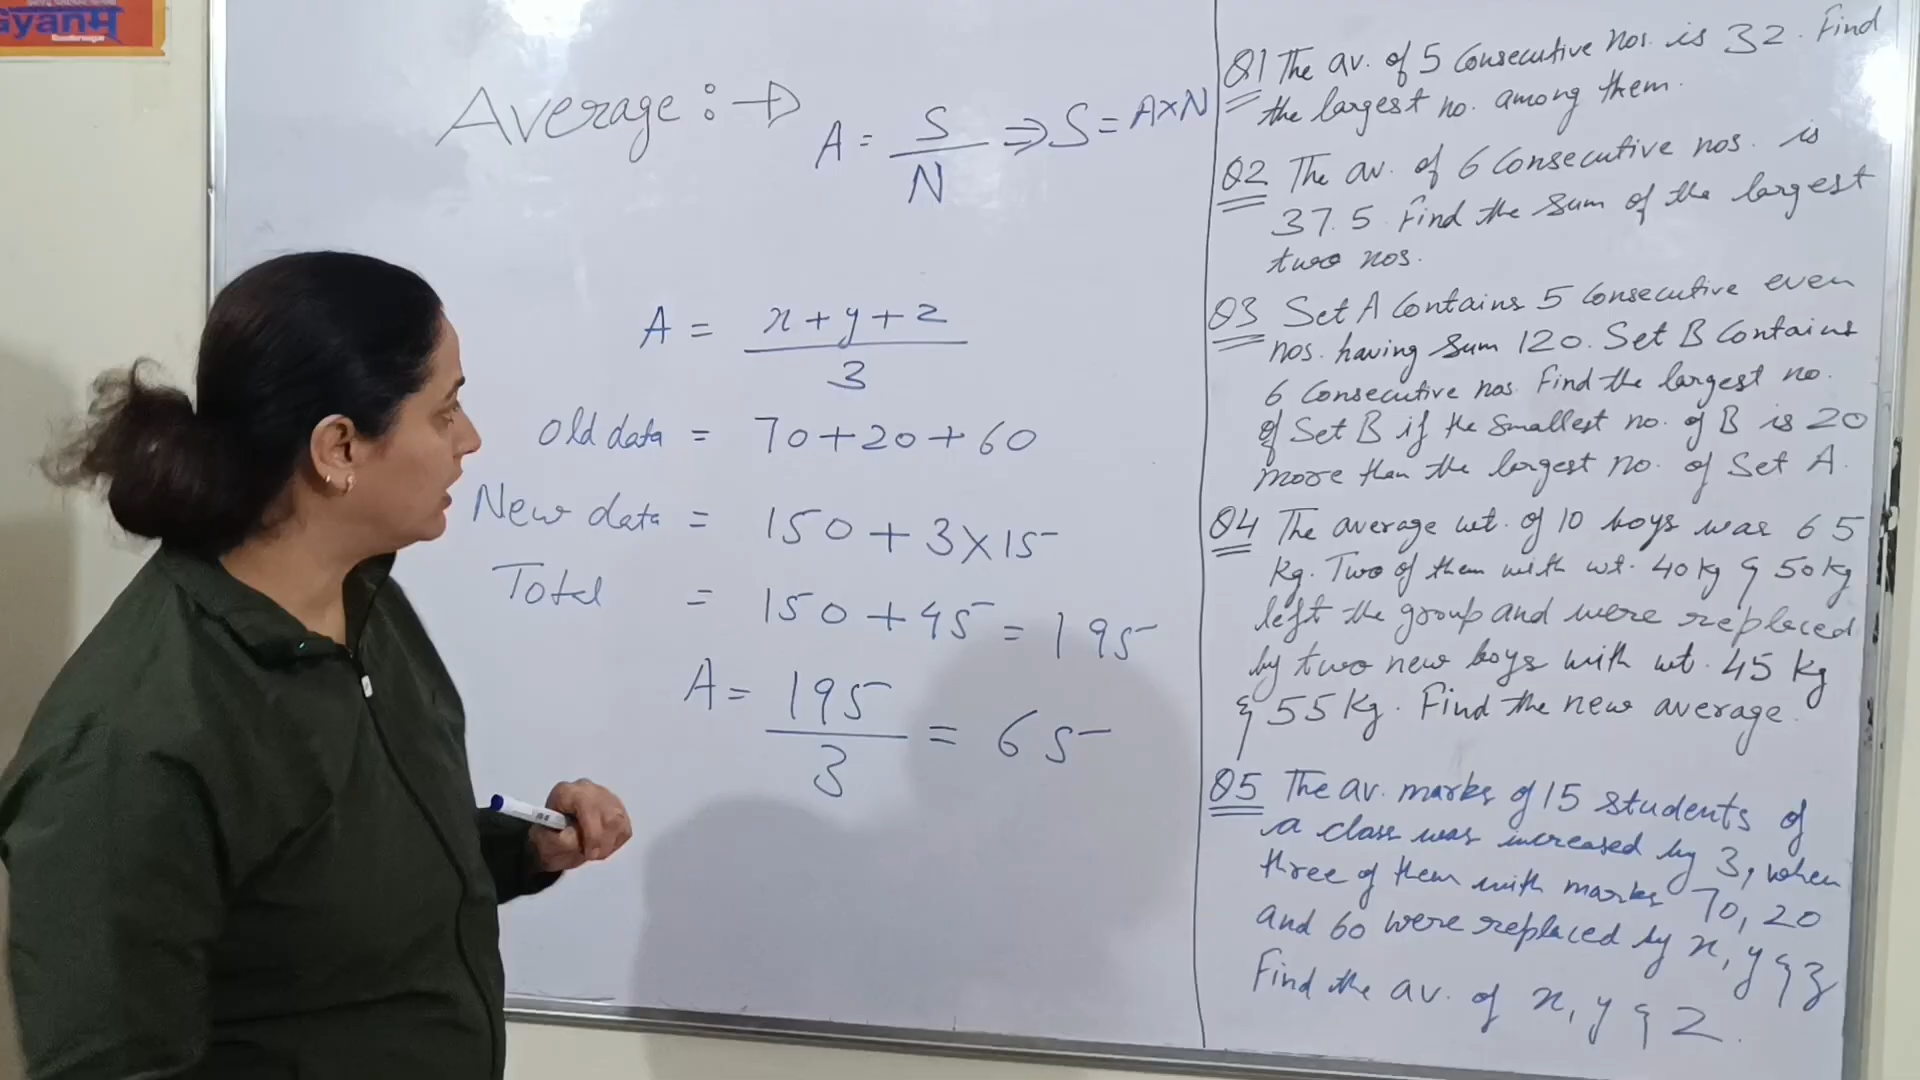 Gyanम
Average :→ A = S/N ⇒ S = A×N
A = x+y+z/3
Old data = 70+20+60
New data = 150 + 3×15
Total = 150 + 45 = 195
A = 195/3 = 65
Q1 The av. of 5 Consecutive nos. is 32. Find
the largest no. among them.
Q2 The av. of 6 Consecutive nos. is
37.5. Find the sum of the largest
two nos.
Q3 Set A Contains 5 Consecutive even
nos. having sum 120. Set B Contains
6 Consecutive nos. Find the largest no.
of Set B if the smallest no. of B is 20
more than the largest no. of Set A.
Q4 The average wt. of 10 boys was 65
kg. Two of them with wt. 40kg & 50kg
left the group and were replaced
by two new boys with wt. 45 kg
& 55 kg. Find the new average.
Q5 The av. marks of 15 students of
a class was increased by 3, when
three of them with marks 70, 20
and 60 were replaced by x, y & z
Find the av. of x, y & z.